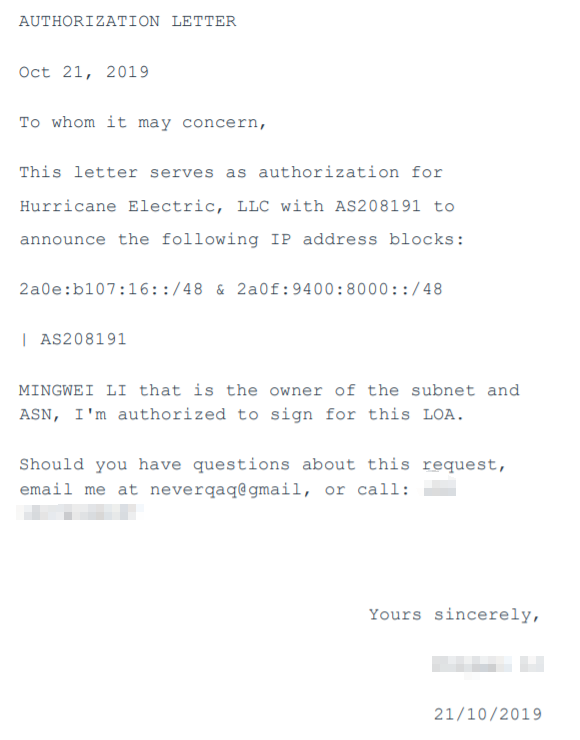 AUTHORIZATION LETTER
Oct 21, 2019
To whom it may concern,
This letter serves as authorization for
Hurricane Electric, LLC with AS208191 to
announce the following IP address blocks:
2a0e:b107:16::/48 & 2a0f:9400:8000::/48
| AS208191
MINGWEI LI that is the owner of the subnet and
ASN, I'm authorized to sign for this LOA.
Should you have questions about this request,
email me at neverqaq@gmail, or call:
Yours sincerely,
21/10/2019